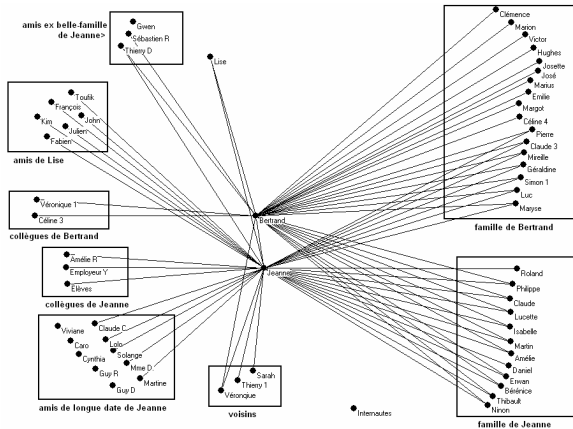 amis ex belle-famille
de Jeanne>
Gwen
Sébastien R
Thierry D
Lise
Toufik
François
Kim
John
Julien
Fabien
amis de Lise
Véronique 1
Céline 3
collègues de Bertrand
Amélie R
Employeur Y
Elèves
collègues de Jeanne
Viviane
Claude C
Caro
Lolo
Cynthia
Solange
Guy R
Mme D
Guy D
Martine
amis de longue date de Jeanne
Bertrand
Jeanne
Sarah
Thierry 1
Véronqiue
voisins
Internautes
Clémence
Marion
Victor
Hughes
Josette
José
Marius
Emilie
Margot
Céline 4
Pierre
Claude 3
Mireille
Géraldine
Simon 1
Luc
Maryse
famille de Bertrand
Roland
Philippe
Claude
Lucette
Isabelle
Martin
Amélie
Daniel
Erwan
Bérénice
Thibault
Ninon
famille de Jeanne